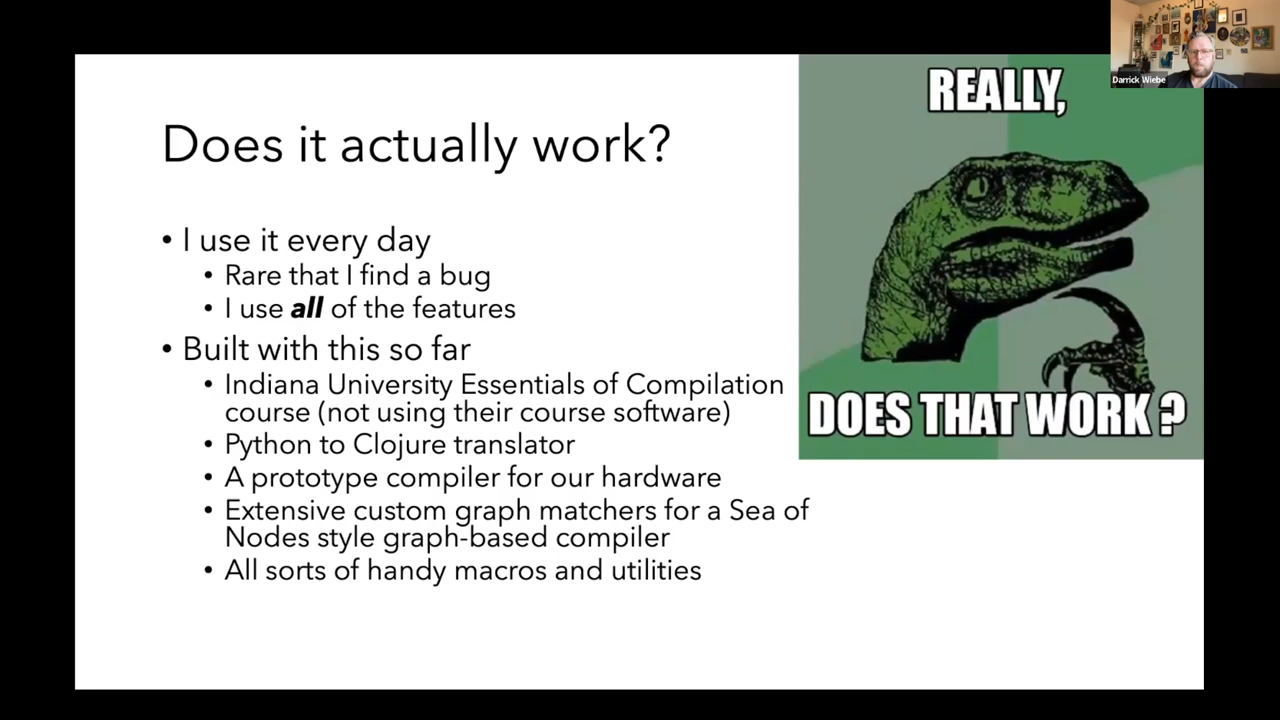 Does it actually work?
• I use it every day
• Rare that I find a bug
• I use all of the features
• Built with this so far
• Indiana University Essentials of Compilation
course (not using their course software)
• Python to Clojure translator
• A prototype compiler for our hardware
• Extensive custom graph matchers for a Sea of
Nodes style graph-based compiler
• All sorts of handy macros and utilities
REALLY,
DOES THAT WORK?
Darrick Wiebe